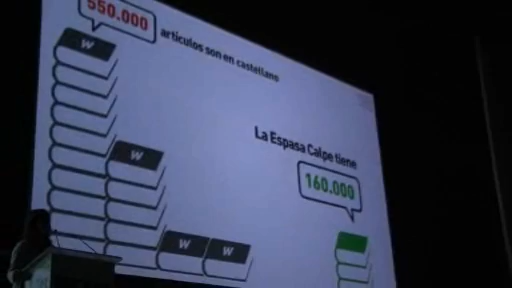 550.000
artículos son en castellano
La Espasa Calpe tiene
160.000
W
W
W W